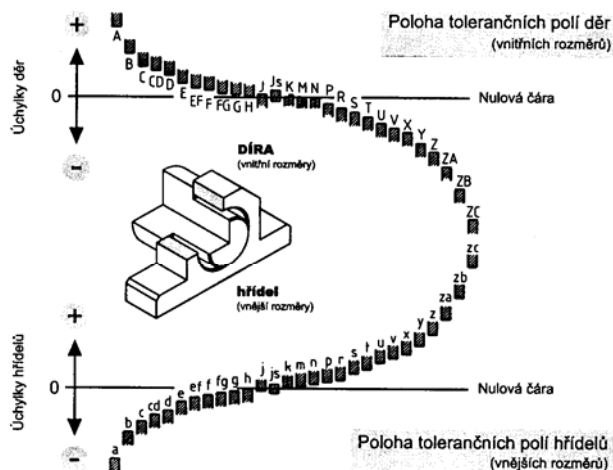 Poloha tolerančních polí děr
(vnitřních rozměrů)
+
A
B
C CD D
E EF F FG G H
J Js K M N P
R S T U V X
Y Z ZA
ZB
ZC
Úchylky děr
0
Nulová čára
-
DÍRA
(vnitřní rozměry)
hřídel
(vnější rozměry)
zc
zb
za
z
y
x
v
u
t
s
r
p
n
m
k
js
j
h
g
fg
f
ef
e
d
cd
c
b
a
+
Úchylky hřídelů
0
Nulová čára
-
Poloha tolerančních polí hřídelů
(vnějších rozměrů)